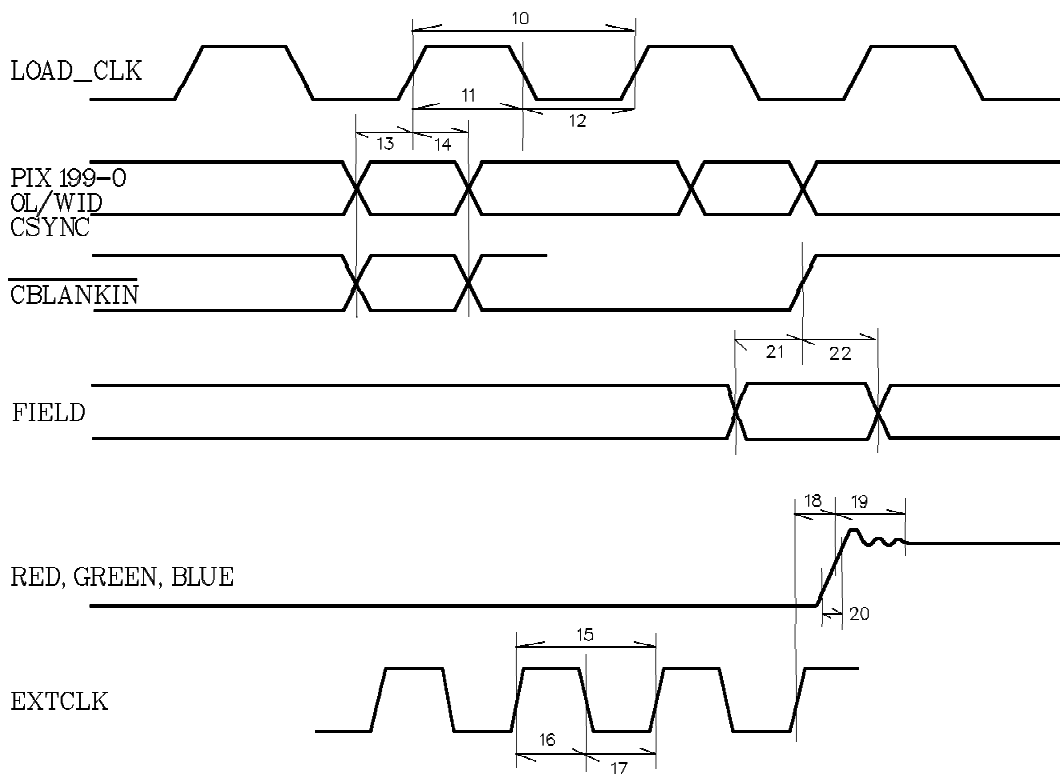 10
LOAD_CLK
11
12
13
14
PIX 199-0
OL/WID
CSYNC
CBLANKIN
21
22
FIELD
18
19
RED, GREEN, BLUE
20
15
EXTCLK
16
17